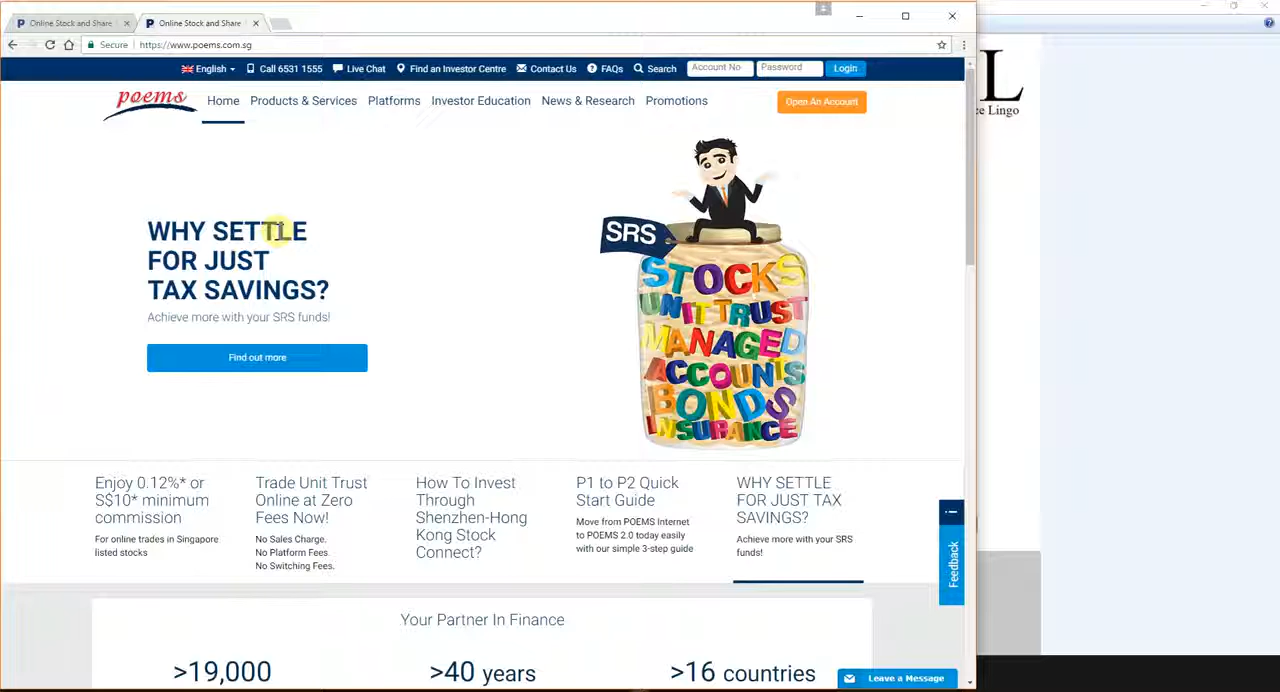 Online Stock and Share
Online Stock and Share
Secure https://www.poems.com.sg
English Call 6531 1555 Live Chat Find an Investor Centre Contact Us FAQs Search Account No Password Login
poems Home Products & Services Platforms Investor Education News & Research Promotions Open An Account
L
ce Lingo
WHY SETTLE
FOR JUST
TAX SAVINGS?
Achieve more with your SRS funds!
Find out more
SRS
STOCKS
UNIT TRUST
MANAGED
ACCOUNTS
BONDS
INSURANCE
Enjoy 0.12%* or
S$10* minimum
commission
For online trades in Singapore
listed stocks
Trade Unit Trust
Online at Zero
Fees Now!
No Sales Charge.
No Platform Fees.
No Switching Fees.
How To Invest
Through
Shenzhen-Hong
Kong Stock
Connect?
P1 to P2 Quick
Start Guide
Move from POEMS Internet
to POEMS 2.0 today easily
with our simple 3-step guide
WHY SETTLE
FOR JUST TAX
SAVINGS?
Achieve more with your SRS
funds!
Feedback
Your Partner In Finance
>19,000 >40 years >16 countries
Leave a Message